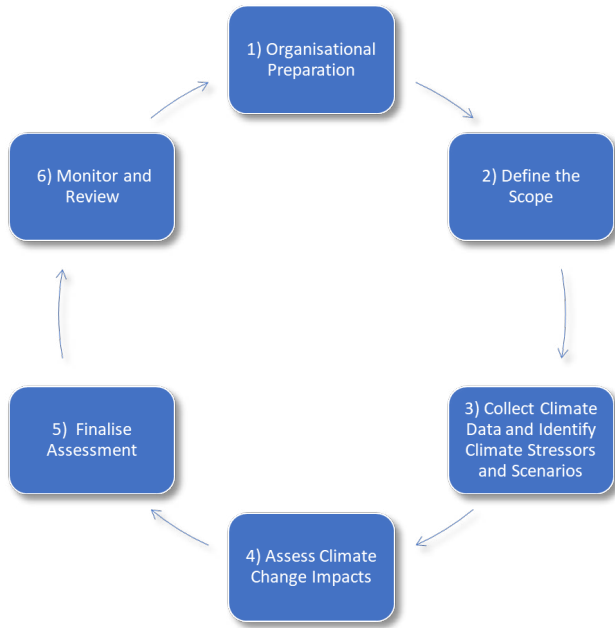 1) Organisational
Preparation
2) Define the
Scope
3) Collect Climate
Data and Identify
Climate Stressors
and Scenarios
4) Assess Climate
Change Impacts
5)  Finalise
Assessment
6) Monitor and
Review